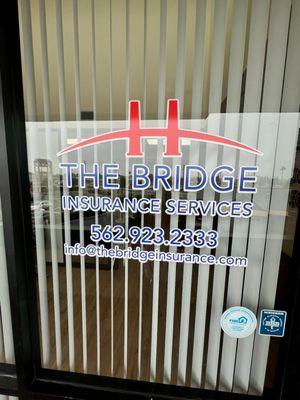 THE BRIDGE
INSURANCE SERVICES
562.923.2333
info@thebridgeinsurance.com